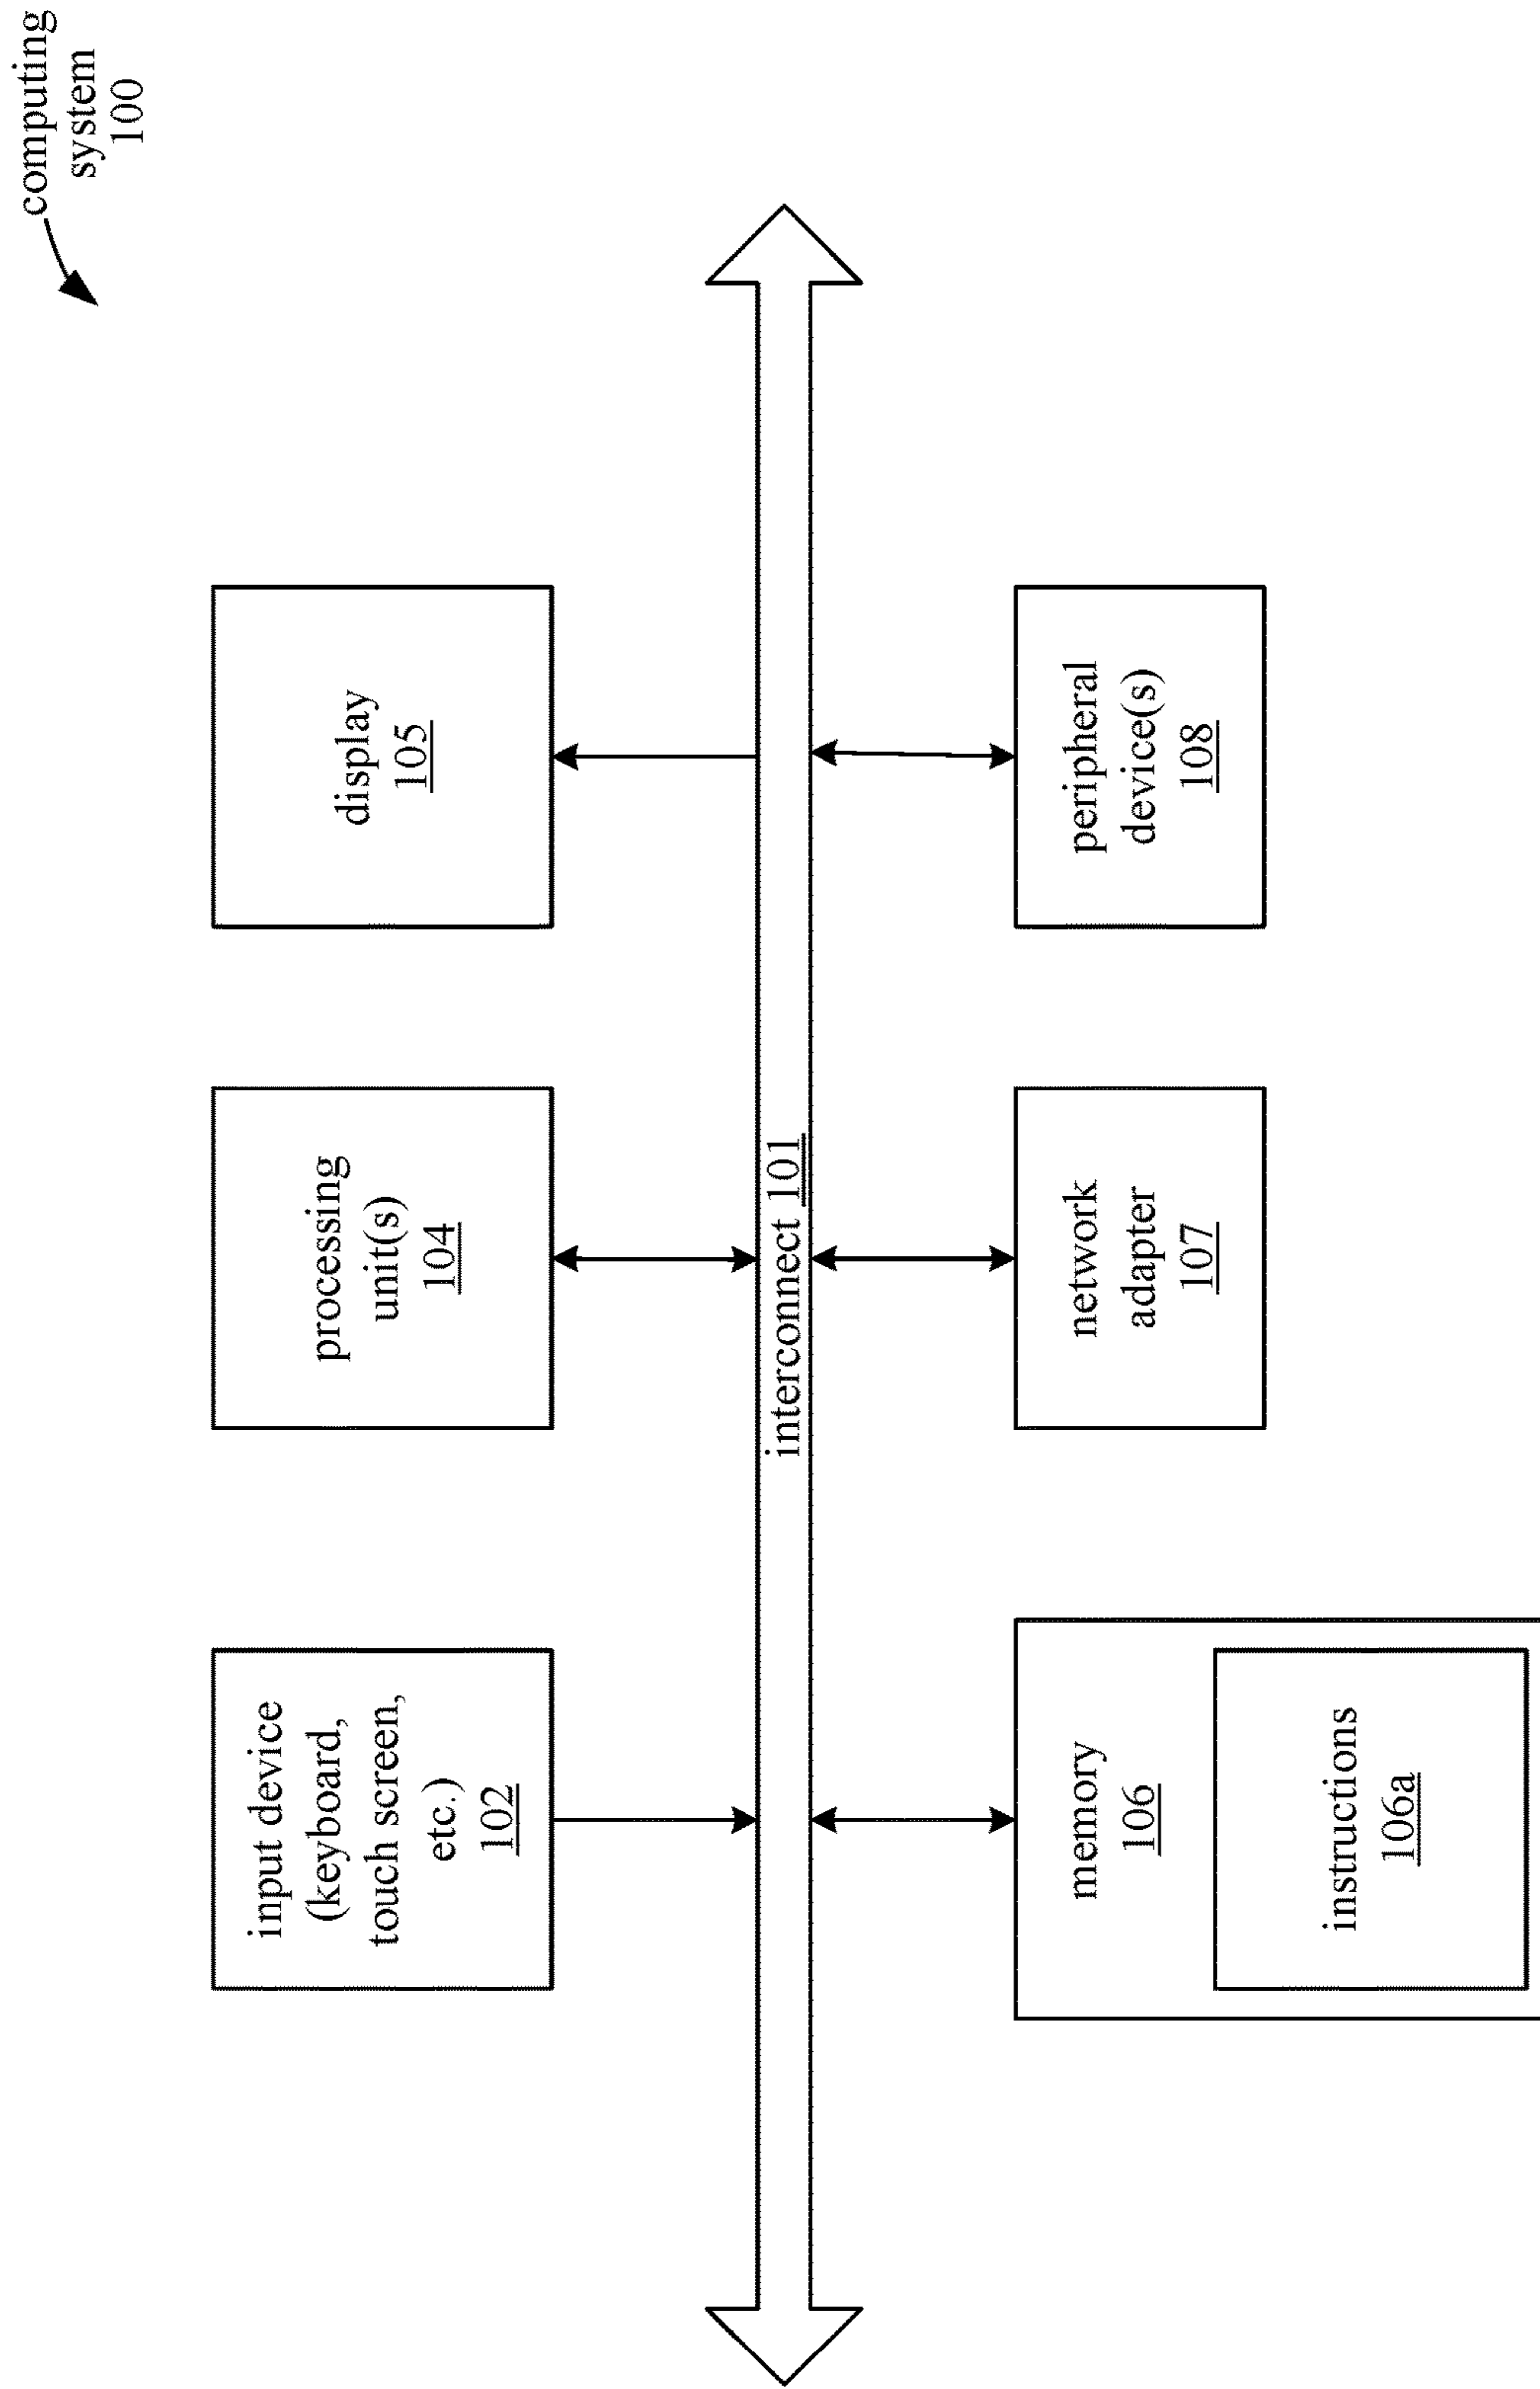 computing
system
100
input device
(keyboard,
touch screen,
etc.)
102
processing
unit(s)
104
display
105
interconnect 101
memory
106
instructions
106a
network
adapter
107
peripheral
device(s)
108